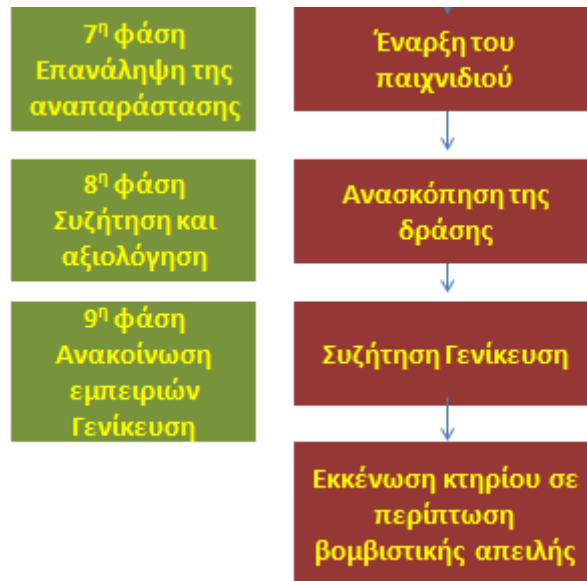 7η φάση
Επανάληψη της
αναπαράστασης
Έναρξη του
παιχνιδιού
8η φάση
Συζήτηση και
αξιολόγηση
Ανασκόπηση της
δράσης
9η φάση
Ανακοίνωση
εμπειριών
Γενίκευση
Συζήτηση Γενίκευση
Εκκένωση κτηρίου σε
περίπτωση
βομβιστικής απειλής